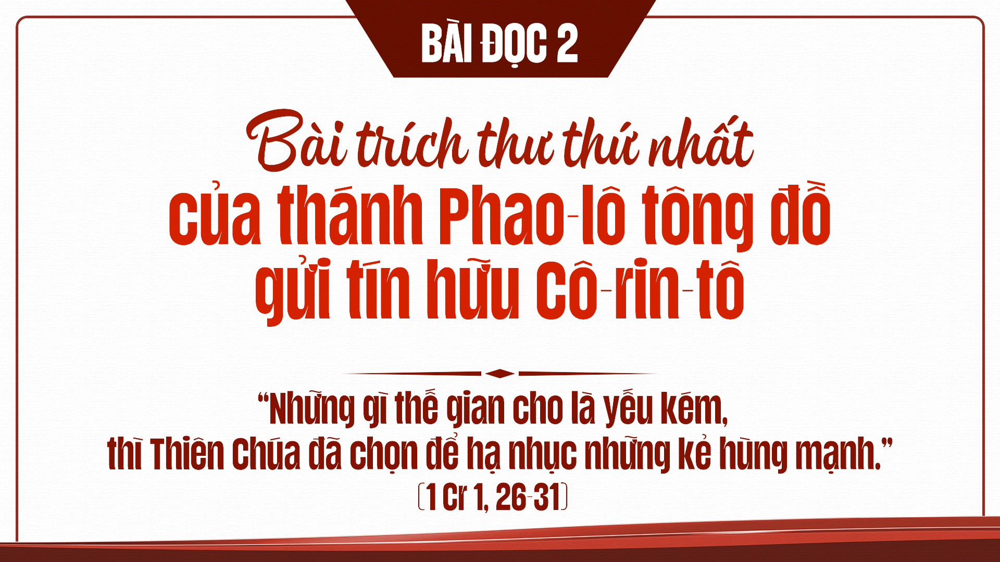 BÀI ĐỌC 2
Bài trích thư thứ nhất
của thánh Phao-lô tông đồ
gửi tín hữu Cô-rin-tô
“Những gì thế gian cho là yếu kém,
thì Thiên Chúa đã chọn để hạ nhục những kẻ hùng mạnh.”
(1 Cr 1, 26-31)